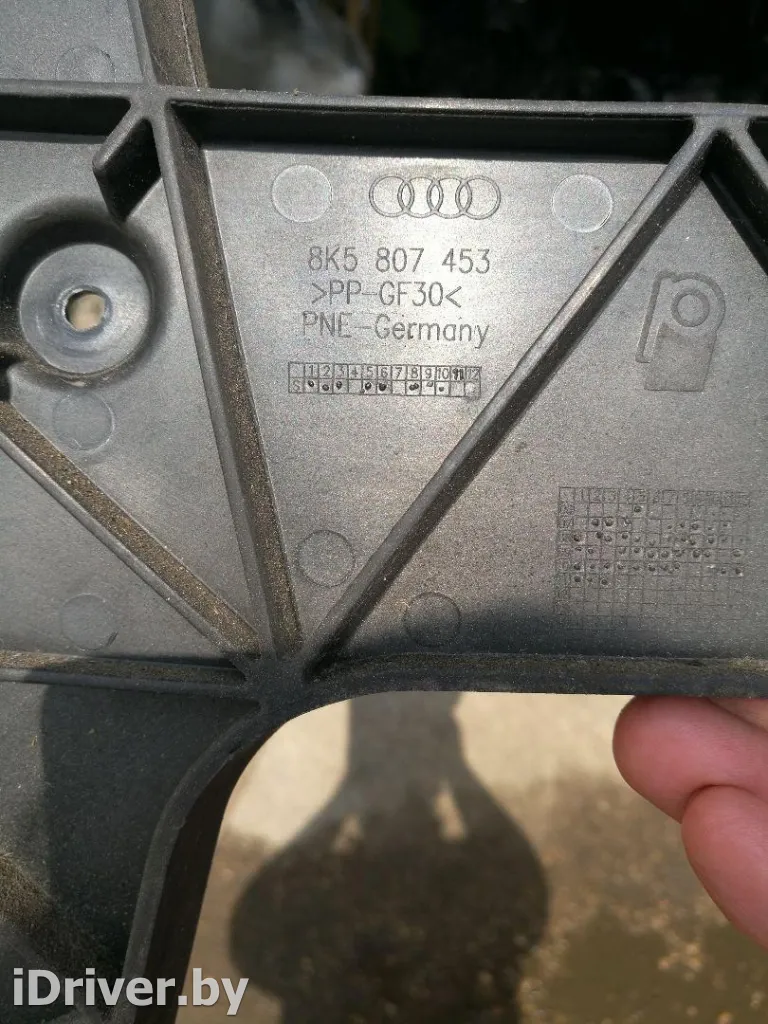 8K5 807 453
>PP-GF30<
PNE-Germany
1 2 3 4 5 6 7 8 9 10 11 12
S
iDriver.by